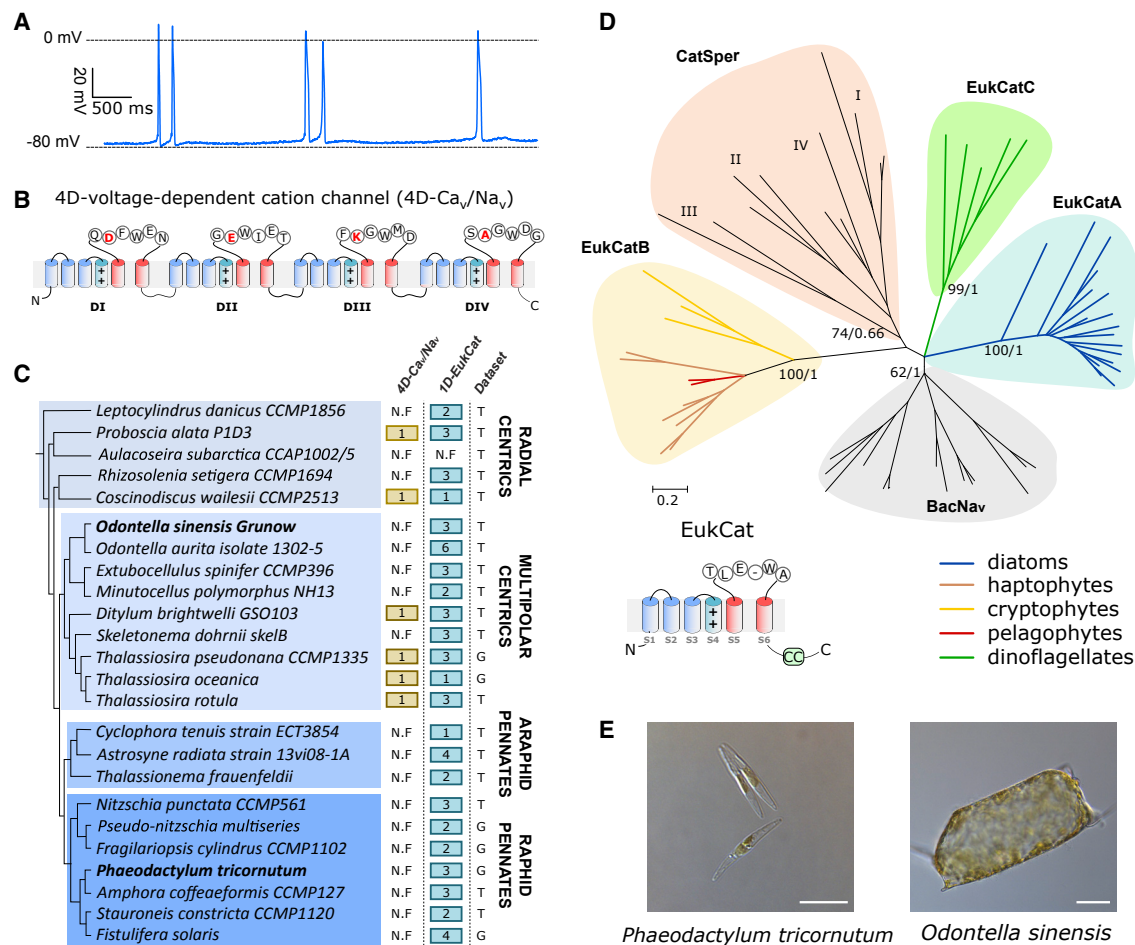 A
0 mV
20 mV
500 ms
-80 mV
B
4D-voltage-dependent cation channel (4D-Cav/Nav)
Q D F W E N
G E W I E T
F K G W M D
S A G W D G
++
++
++
++
N
C
DI
DII
DIII
DIV
C
4D-Cav/Nav
1D-EukCat
Dataset
Leptocylindrus danicus CCMP1856 N.F 2 T
Proboscia alata P1D3 1 3 T
Aulacoseira subarctica CCAP1002/5 N.F N.F T
Rhizosolenia setigera CCMP1694 N.F 3 T
Coscinodiscus wailesii CCMP2513 1 1 T
RADIAL CENTRICS
Odontella sinensis Grunow N.F 3 T
Odontella aurita isolate 1302-5 N.F 6 T
Extubocellulus spinifer CCMP396 N.F 3 T
Minutocellus polymorphus NH13 N.F 2 T
Ditylum brightwelli GSO103 1 3 T
Skeletonema dohrnii skelB N.F 3 T
Thalassiosira pseudonana CCMP1335 1 3 G
Thalassiosira oceanica 1 1 G
Thalassiosira rotula 1 3 T
MULTIPOLAR CENTRICS
Cyclophora tenuis strain ECT3854 N.F 1 T
Astrosyne radiata strain 13vi08-1A N.F 4 T
Thalassionema frauenfeldii N.F 2 T
ARAPHID PENNATES
Nitzschia punctata CCMP561 N.F 3 T
Pseudo-nitzschia multiseries N.F 2 G
Fragilariopsis cylindrus CCMP1102 N.F 2 G
Phaeodactylum tricornutum N.F 3 G
Amphora coffeaeformis CCMP127 N.F 3 T
Stauroneis constricta CCMP1120 N.F 2 T
Fistulifera solaris N.F 4 G
RAPHID PENNATES
D
CatSper
I
II
III
IV
EukCatC
EukCatA
EukCatB
BacNav
99/1
100/1
74/0.66
100/1
62/1
0.2
EukCat
T L E - W A
++
S1 S2 S3 S4 S5 S6
N
CC
C
diatoms
haptophytes
cryptophytes
pelagophytes
dinoflagellates
E
Phaeodactylum tricornutum
Odontella sinensis